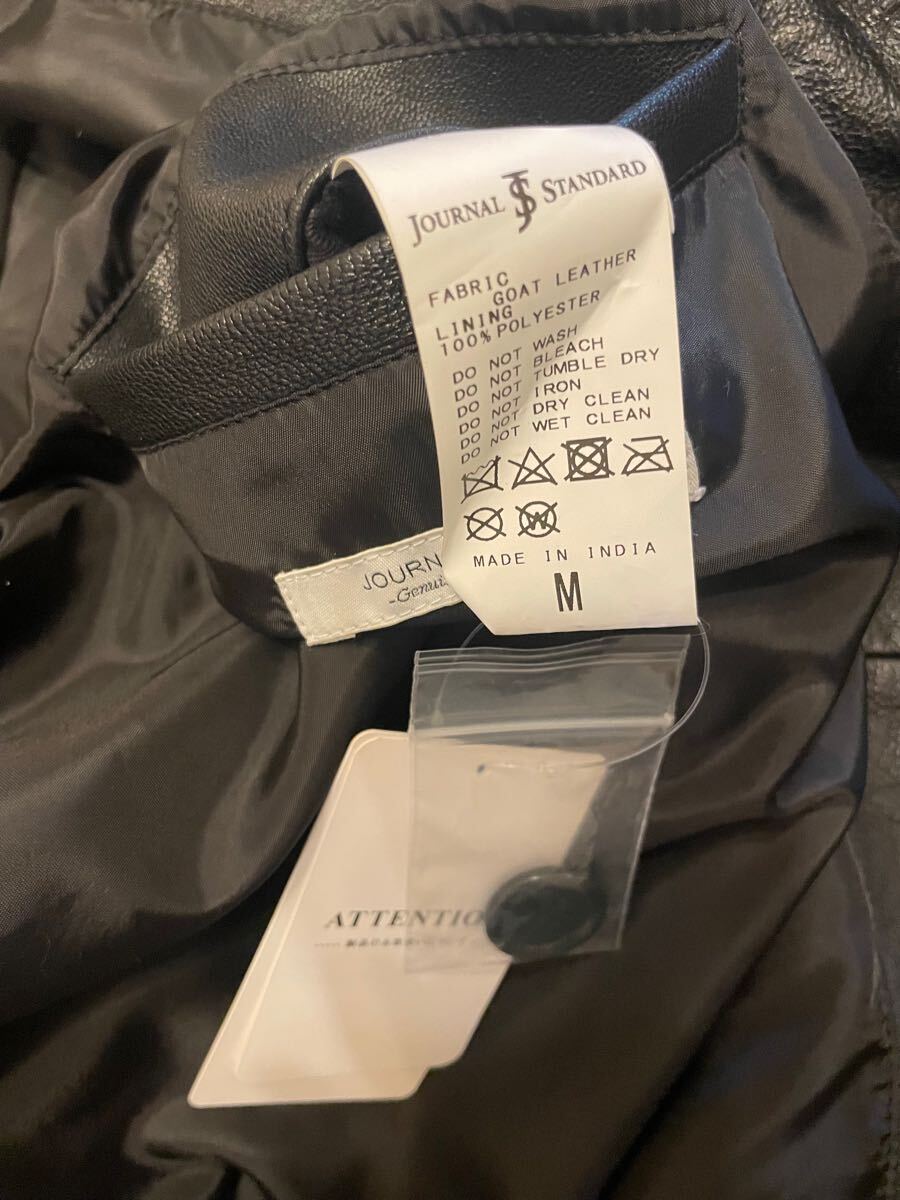 JOURNAL JS STANDARD
FABRIC
GOAT LEATHER
LINING
100%POLYESTER
DO NOT WASH
DO NOT BLEACH
DO NOT TUMBLE DRY
DO NOT IRON
DO NOT DRY CLEAN
DO NOT WET CLEAN
W
MADE IN INDIA
M
JOURN
-Genui
ATTENTIO